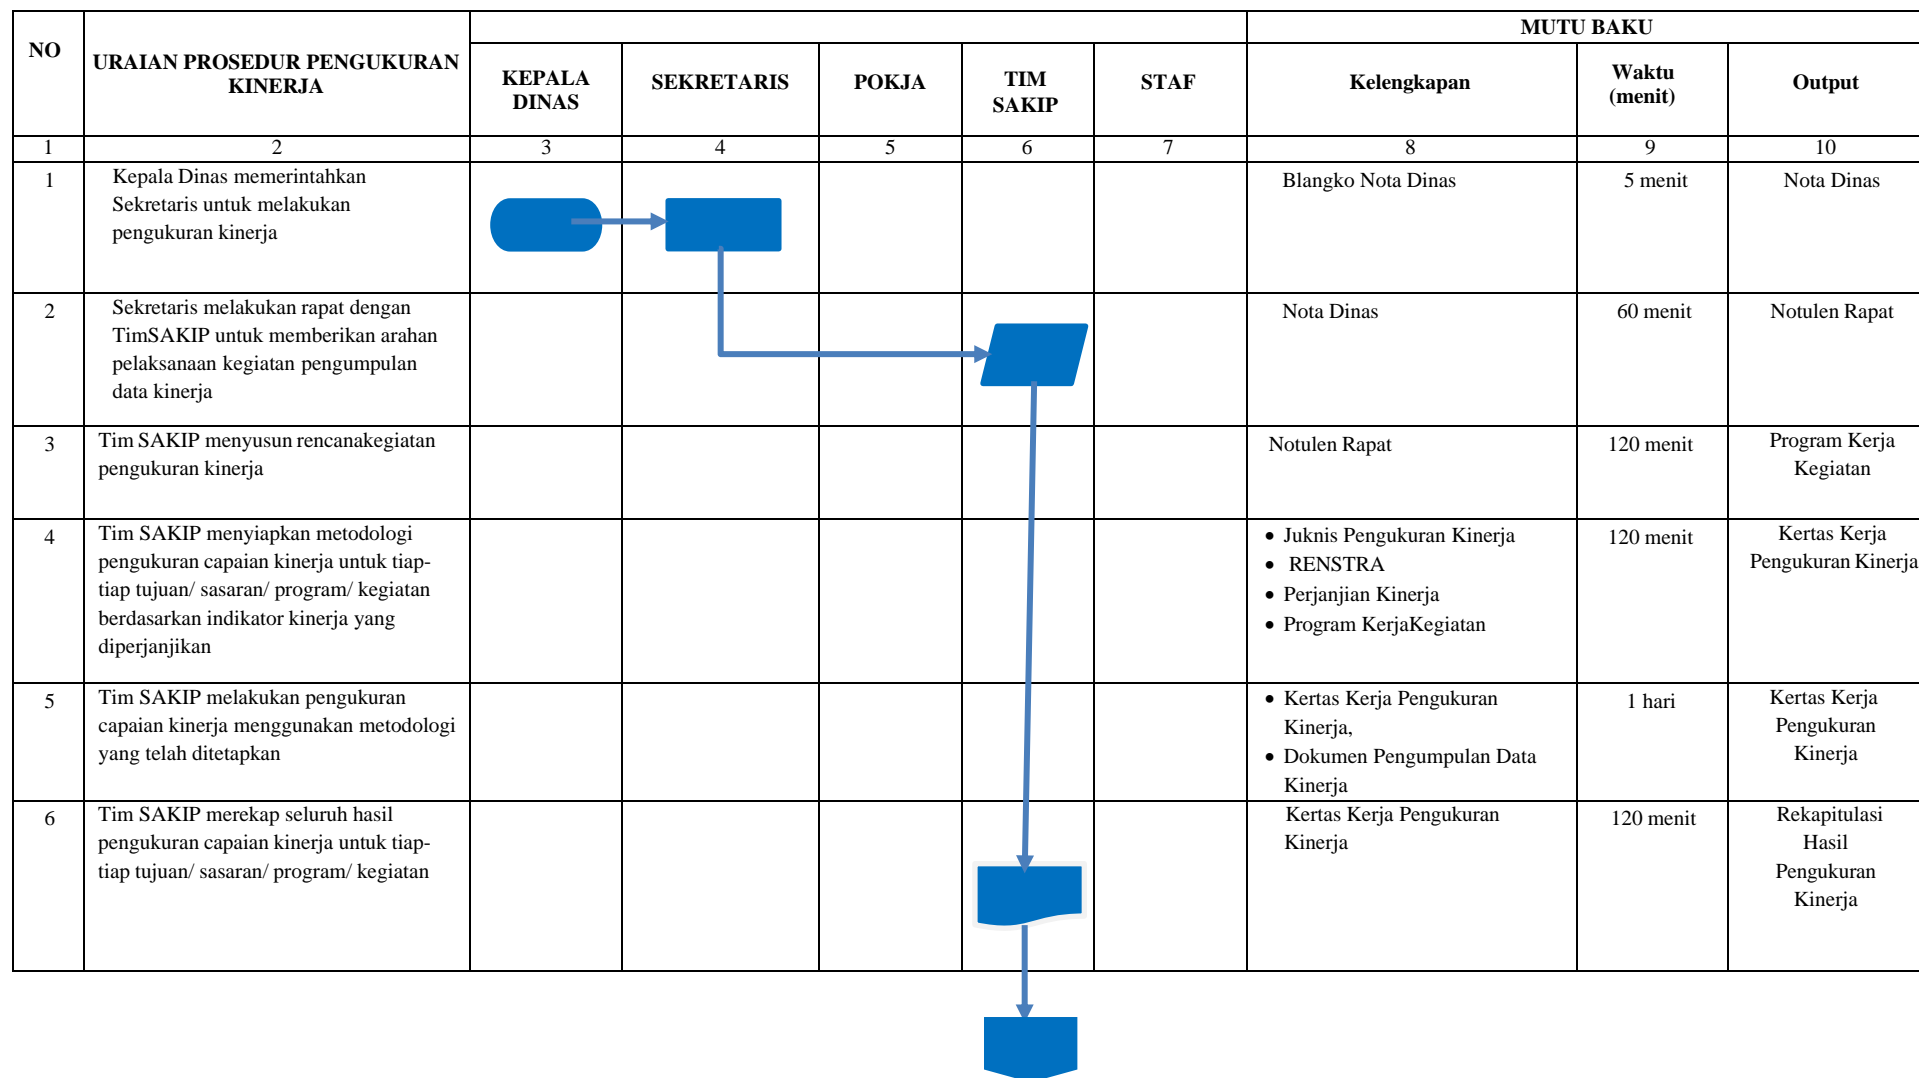 NO
URAIAN PROSEDUR PENGUKURAN
KINERJA
MUTU BAKU
KEPALA
DINAS
SEKRETARIS
POKJA
TIM
SAKIP
STAF
Kelengkapan
Waktu
(menit)
Output
1 2 3 4 5 6 7 8 9 10
1
Kepala Dinas memerintahkan
Sekretaris untuk melakukan
pengukuran kinerja
Blangko Nota Dinas
5 menit
Nota Dinas
2
Sekretaris melakukan rapat dengan
TimSAKIP untuk memberikan arahan
pelaksanaan kegiatan pengumpulan
data kinerja
Nota Dinas
60 menit
Notulen Rapat
3
Tim SAKIP menyusun rencanakegiatan
pengukuran kinerja
Notulen Rapat
120 menit
Program Kerja
Kegiatan
4
Tim SAKIP menyiapkan metodologi
pengukuran capaian kinerja untuk tiap-
tiap tujuan/ sasaran/ program/ kegiatan
berdasarkan indikator kinerja yang
diperjanjikan
• Juknis Pengukuran Kinerja
• RENSTRA
• Perjanjian Kinerja
• Program KerjaKegiatan
120 menit
Kertas Kerja
Pengukuran Kinerja
5
Tim SAKIP melakukan pengukuran
capaian kinerja menggunakan metodologi
yang telah ditetapkan
• Kertas Kerja Pengukuran
Kinerja,
• Dokumen Pengumpulan Data
Kinerja
1 hari
Kertas Kerja
Pengukuran
Kinerja
6
Tim SAKIP merekap seluruh hasil
pengukuran capaian kinerja untuk tiap-
tiap tujuan/ sasaran/ program/ kegiatan
Kertas Kerja Pengukuran
Kinerja
120 menit
Rekapitulasi
Hasil
Pengukuran
Kinerja